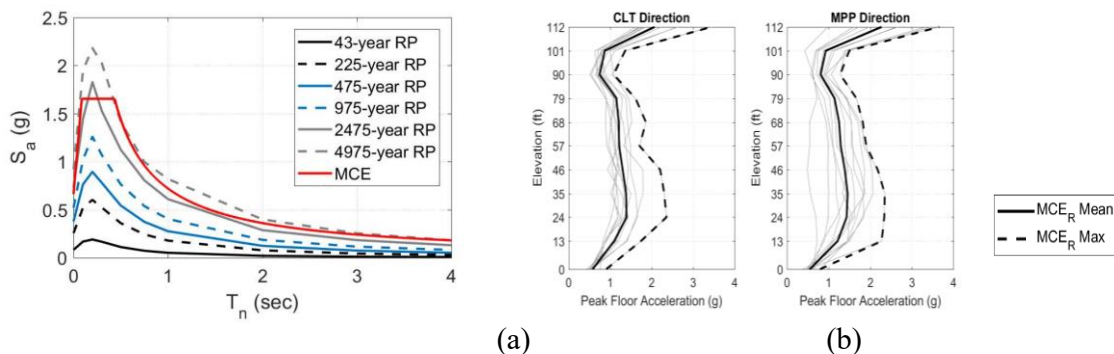 2.5
2
1.5
1
0.5
0
S_a (g)
0 1 2 3 4
T_n (sec)
43-year RP
225-year RP
475-year RP
975-year RP
2475-year RP
4975-year RP
MCE
CLT Direction
112
101
90
79
68
57
46
35
24
13
0
Elevation (ft)
0 1 2 3 4
Peak Floor Acceleration (g)
MPP Direction
112
101
90
79
68
57
46
35
24
13
0
Elevation (ft)
0 1 2 3 4
Peak Floor Acceleration (g)
MCE_R Mean
MCE_R Max
(a) (b)